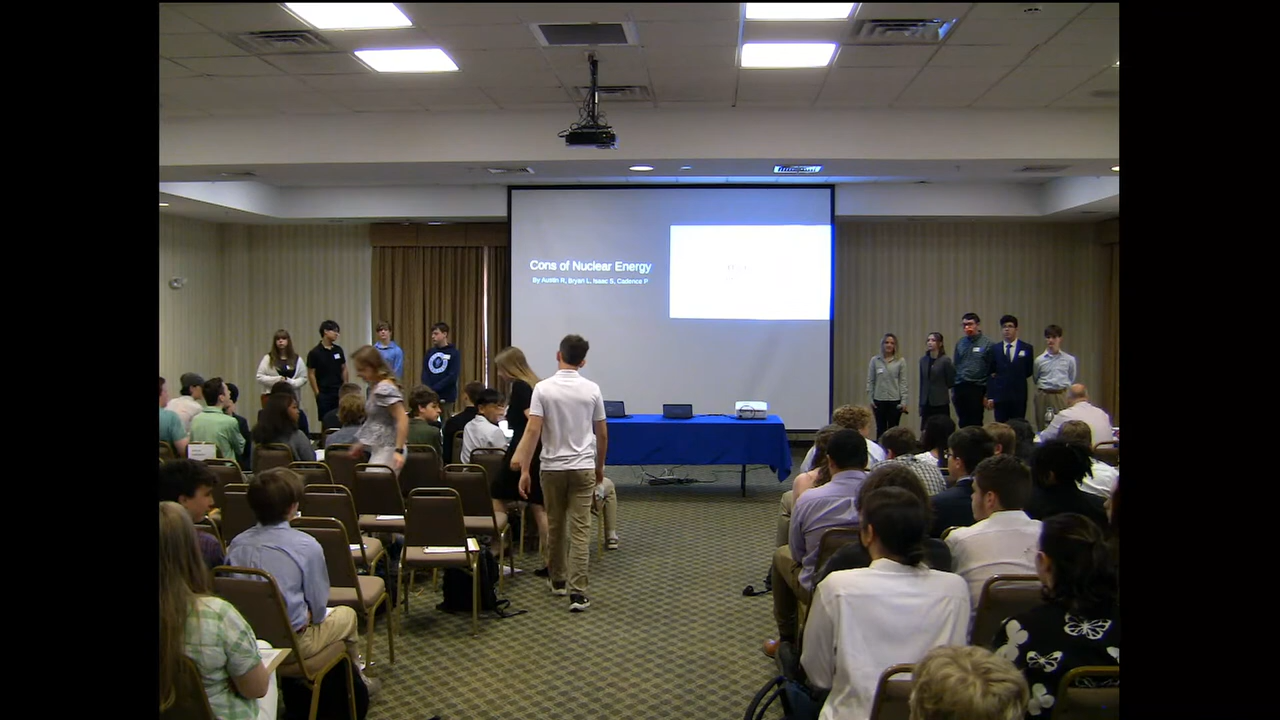 Cons of Nuclear Energy
By Austin R, Bryan L, Isaac S, Cadence P